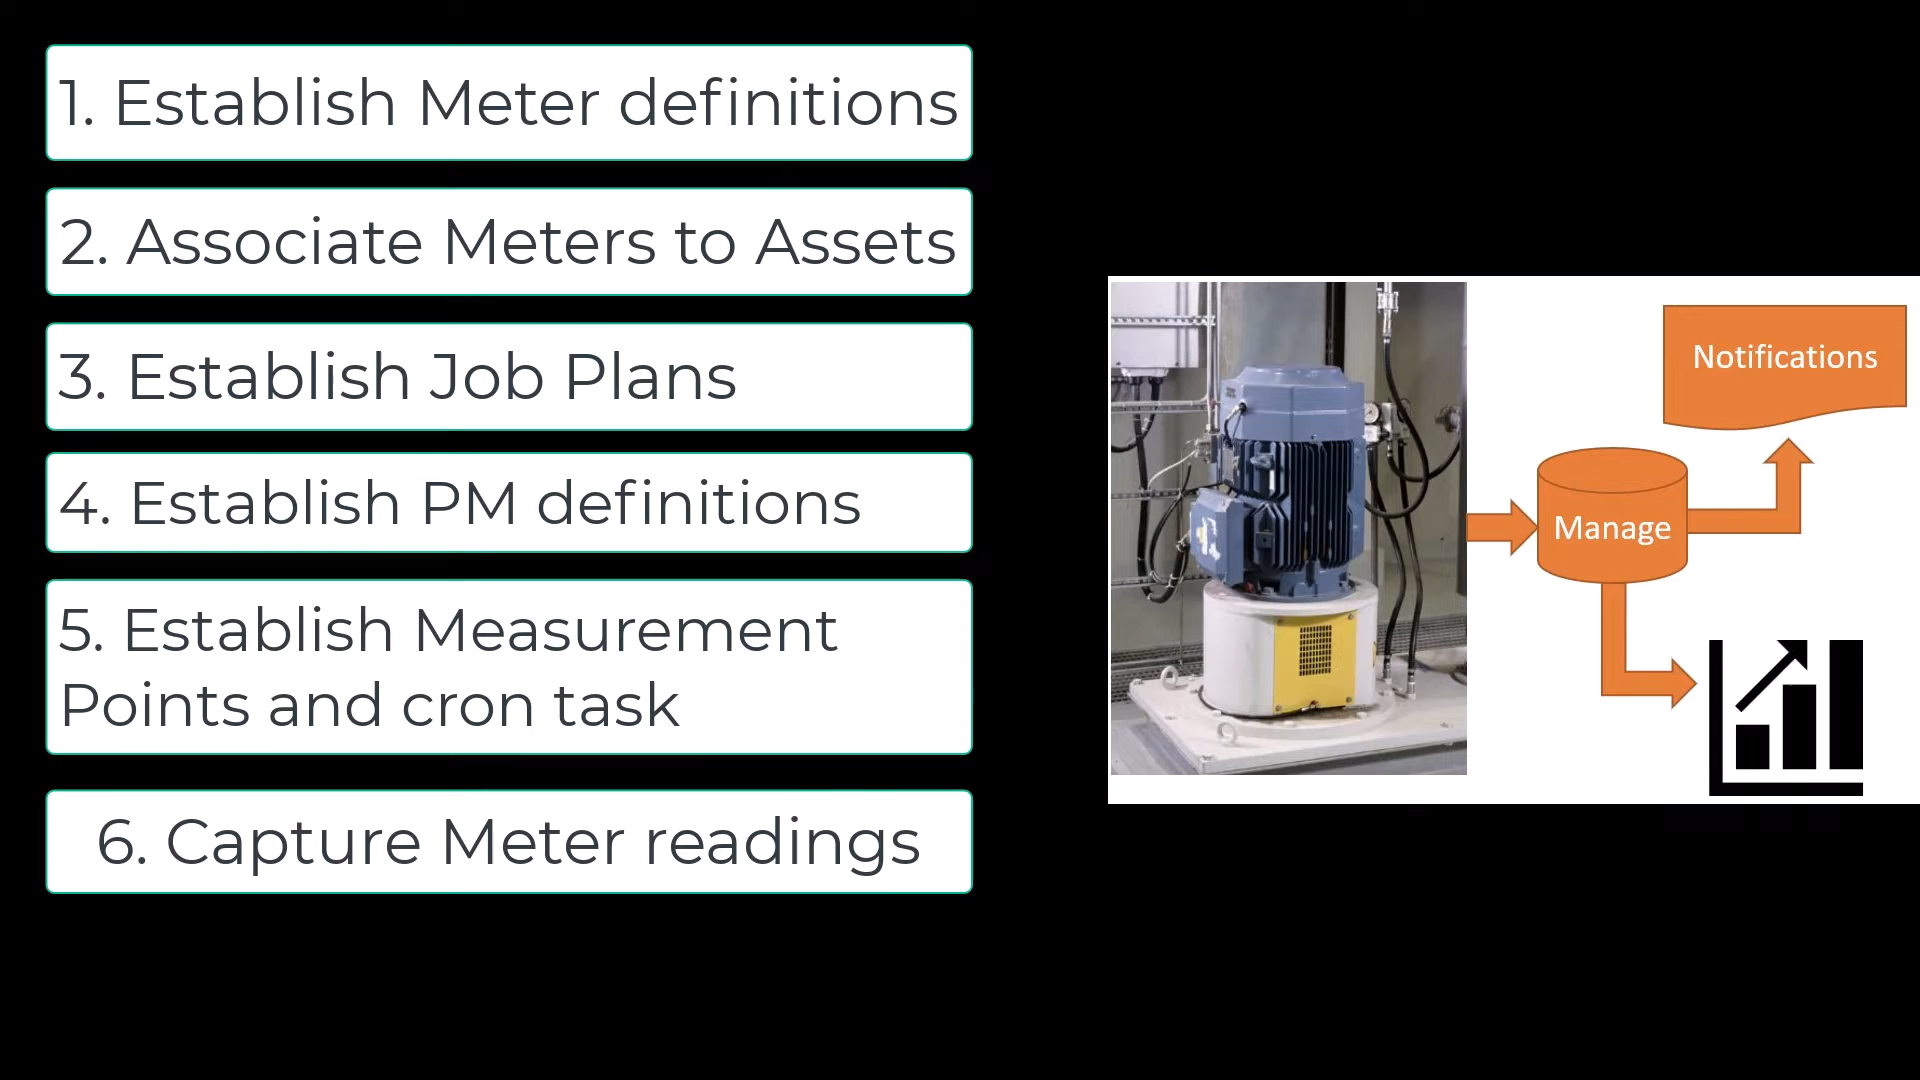 1. Establish Meter definitions
2. Associate Meters to Assets
3. Establish Job Plans
4. Establish PM definitions
5. Establish Measurement
Points and cron task
6. Capture Meter readings
Notifications
Manage